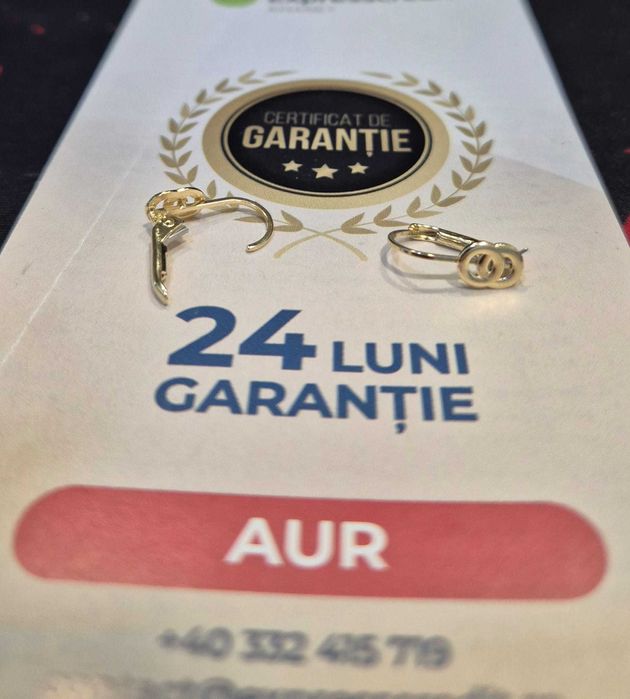 CERTIFICAT DE
GARANȚIE
24 LUNI
GARANȚIE
AUR
+40 332 415 719